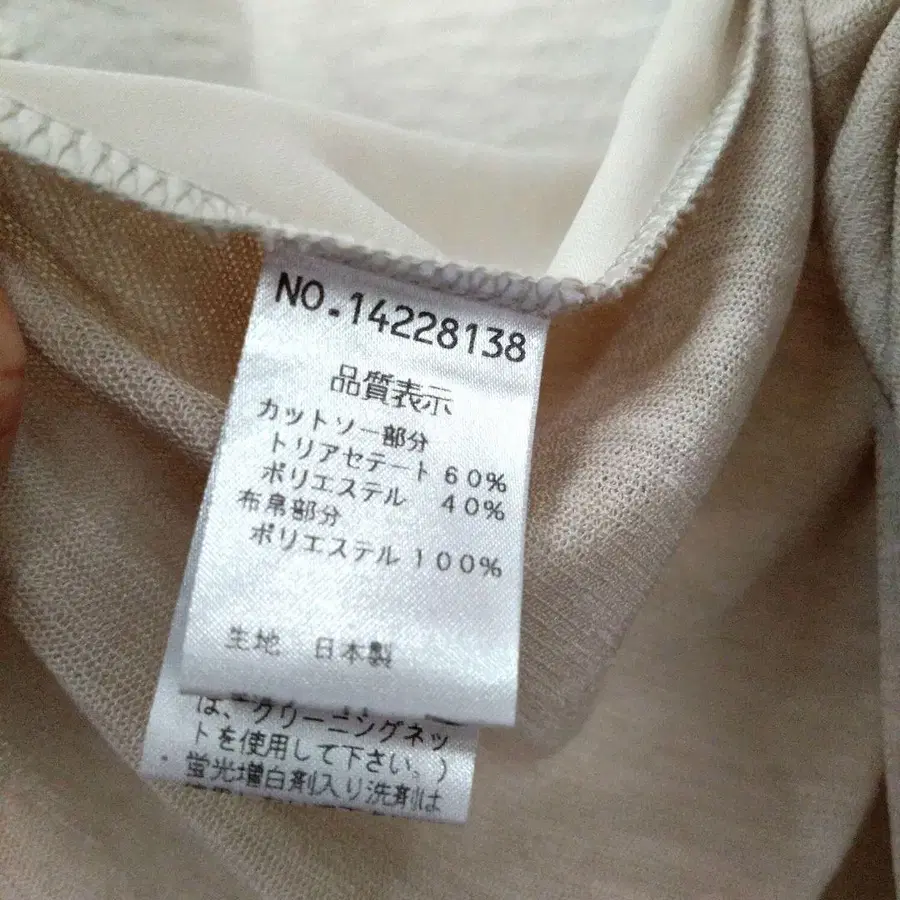 NO.14228138
品質表示
カットソー部分
トリアセテート 60%
ポリエステル 40%
布帛部分
ポリエステル 100%
生地 日本製
は、クリーニングネッ
トを使用して下さい。)
・蛍光増白剤入り洗剤は